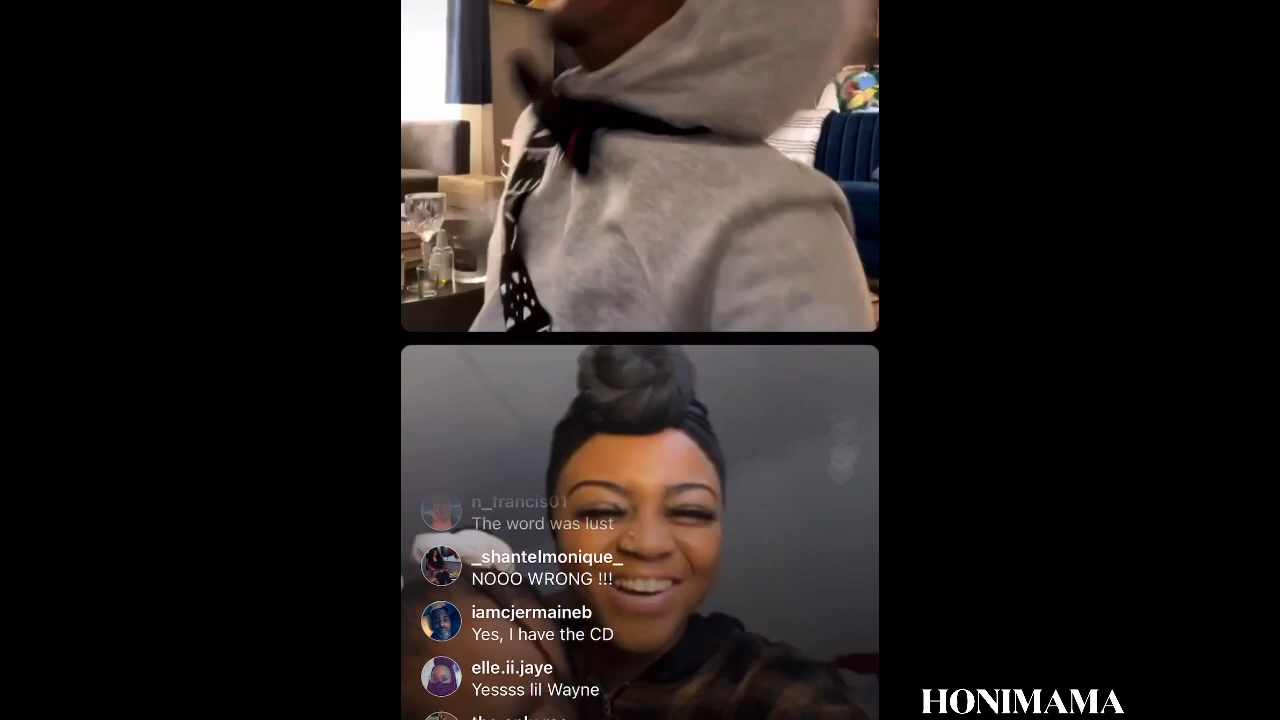 n_francis01
The word was lust
_shantelmonique_
NOOO WRONG !!!
iamcjermaineb
Yes, I have the CD
elle.ii.jaye
Yessss lil Wayne
HONIMAMA